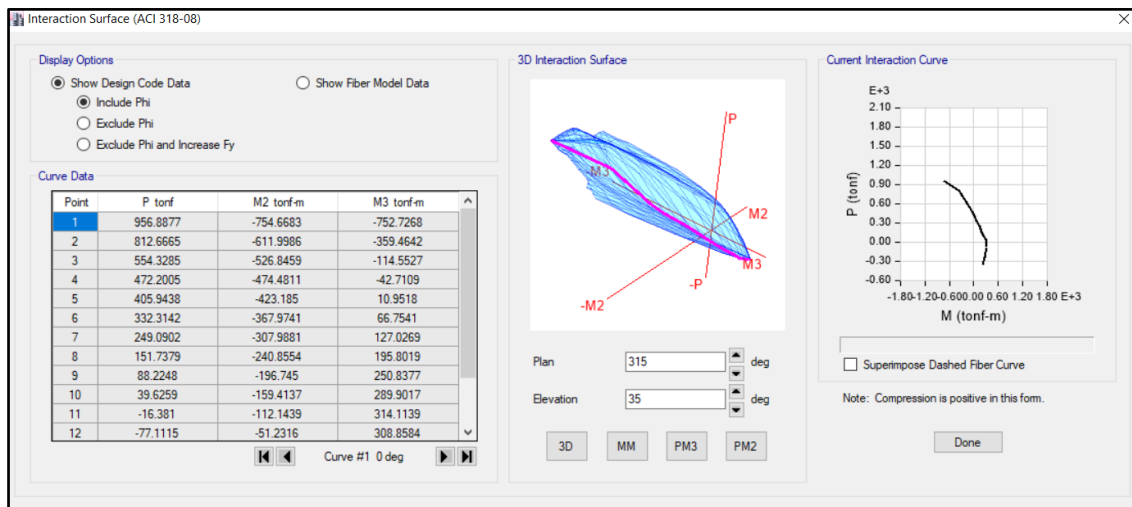 Interaction Surface (ACI 318-08)
Display Options
Show Design Code Data
Show Fiber Model Data
Include Phi
Exclude Phi
Exclude Phi and Increase Fy
Curve Data
Point P tonf M2 tonf-m M3 tonf-m
1 956.8877 -754.6683 -752.7268
2 812.6665 -611.9986 -359.4642
3 554.3285 -526.8459 -114.5527
4 472.2005 -474.4811 -42.7109
5 405.9438 -423.185 10.9518
6 332.3142 -367.9741 66.7541
7 249.0902 -307.9881 127.0269
8 151.7379 -240.8554 195.8019
9 88.2248 -196.745 250.8377
10 39.6259 -159.4137 289.9017
11 -16.381 -112.1439 314.1139
12 -77.1115 -51.2316 308.8584
Curve #1 0 deg
3D Interaction Surface
P
-M3
M2
M3
-P
-M2
Plan 315 deg
Elevation 35 deg
3D MM PM3 PM2
Current Interaction Curve
E+3
2.10
1.80
1.50
1.20
0.90
0.60
0.30
0.00
-0.30
-0.60
P (tonf)
-1.80-1.20-0.600.00 0.60 1.20 1.80 E+3
M (tonf-m)
Superimpose Dashed Fiber Curve
Note: Compression is positive in this form.
Done